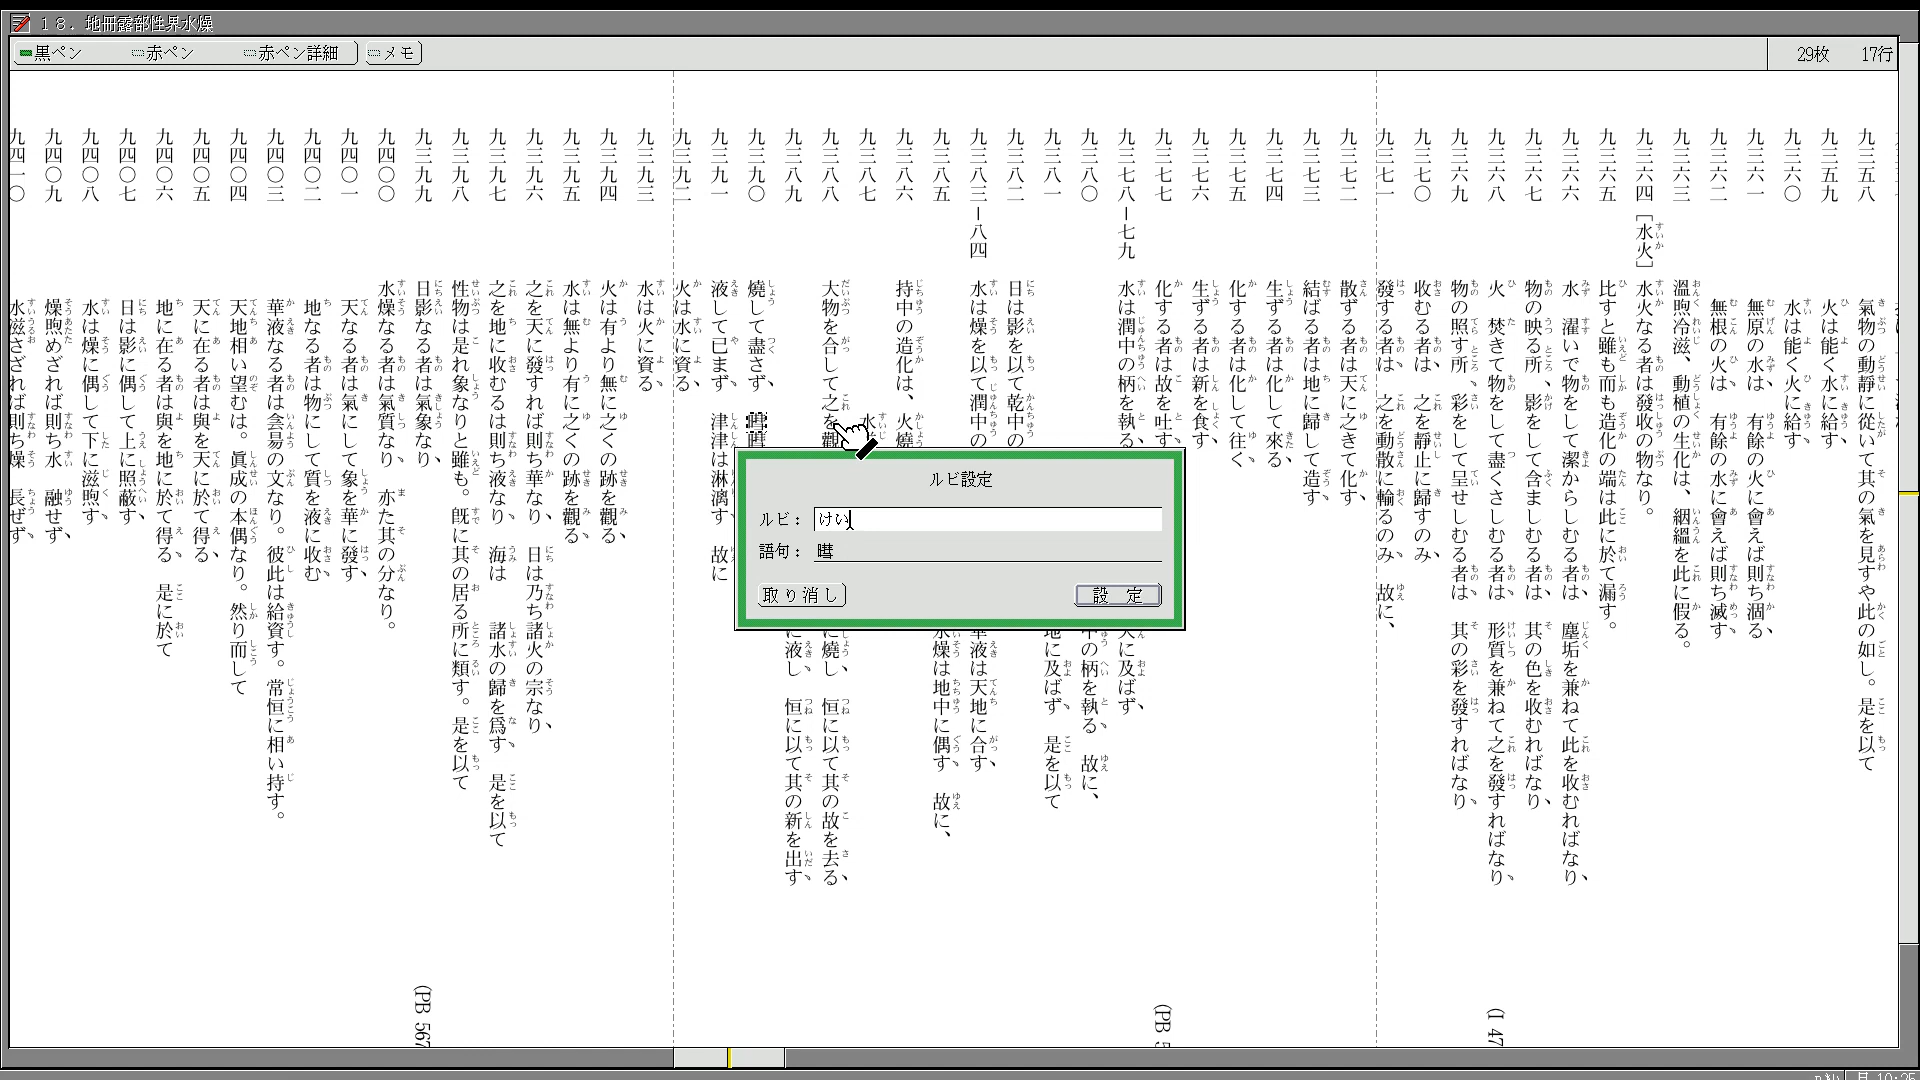 18．地冊露部性界水燥
黒ペン 赤ペン 赤ペン詳細 メモ 29枚 17行
九三五八 氣物の動靜に從いて其の氣を見すや此の如し。是を以て
九三五九 火は能く水に給す、
九三六〇 水は能く火に給す
九三六一 無原の水は、有餘の火に會えば則ち涸る、
九三六二 無根の火は、有餘の水に會えば則ち滅す、
九三六三 溫煦冷滋、動植の生化は、絪縕を此に假る。
九三六四［水火］水火なる者は發收の物なり。
九三六五 比すと雖も而も造化の端は此に於いて漏す。
九三六六 水 濯いで物をして潔からしむる者は、塵垢を兼ねて此を收むればなり、
九三六七 物の映る所、影をして含ましむる者は、其の色を收むればなり、
九三六八 火 焚きて物をして盡くさしむる者は、形質を兼ねて之を發すればなり、
九三六九 物の照す所、彩をして呈せしむる者は、其の彩を發すればなり、
九三七〇 收むる者は、之を靜止に歸すのみ、
九三七一 發する者は、之を動散に輸るのみ、故に、
九三七二 散ずる者は天に之きて化す、
九三七三 結ばる者は地に歸して造す、
九三七四 生ずる者は化して來る、
九三七五 化する者は化して往く、
九三七六 生ずる者は新を食す、
九三七七 化する者は故を吐す、
九三七八－七九 水は潤中の柄を執る、
天に及ばず、
九三八〇
中の柄を執る、故に、
九三八一
地に及ばず、是を以て
九三八二 日は影を以て乾中の
九三八三－八四 水は燥を以て潤中の
華液は天地に合す、
九三八五
水燥は地中に偶す、故に、
九三八六 持中の造化は、火燒
九三八七
九三八八 大物を合して之を觀
に燒し、恒に以て其の故を去る、
九三八九
に液し、恒に以て其の新を出す、
九三九〇 燒して盡さず、
九三九一 液して已まず、津津は淋漓す、故に
九三九二 火は水に資る、
九三九三 水は火に資る、
九三九四 火は有より無に之くの跡を觀る、
九三九五 水は無より有に之くの跡を觀る、
九三九六 之を天に發すれば則ち華なり、日は乃ち諸火の宗なり、
九三九七 之を地に收むるは則ち液なり、海は 諸水の歸を爲す、是を以て
九三九八 性物は是れ象なりと雖も。旣に其の居る所に類す。是を以て
九三九九 日影なる者は氣象なり、
九四〇〇 水燥なる者は氣質なり、亦た其の分なり。
九四〇一 天なる者は氣にして象を華に發す、
九四〇二 地なる者は物にして質を液に收む
九四〇三 華液なる者は侌昜の文なり。彼此は給資す。常恒に相い持す。
九四〇四 天地相い望むは。眞成の本偶なり。然り而して
九四〇五 天に在る者は與を天に於て得る、
九四〇六 地に在る者は與を地に於て得る、是に於て
九四〇七 日は影に偶して上に照蔽す、
九四〇八 水は燥に偶して下に滋煦す、
九四〇九 燥煦めざれば則ち水 融せず、
九四一〇 水滋さざれば則ち燥 長ぜず、
(I 47
(PB 5
(PB 567
ルビ設定
ルビ： けい
語句： 嘒
取り消し 設 定